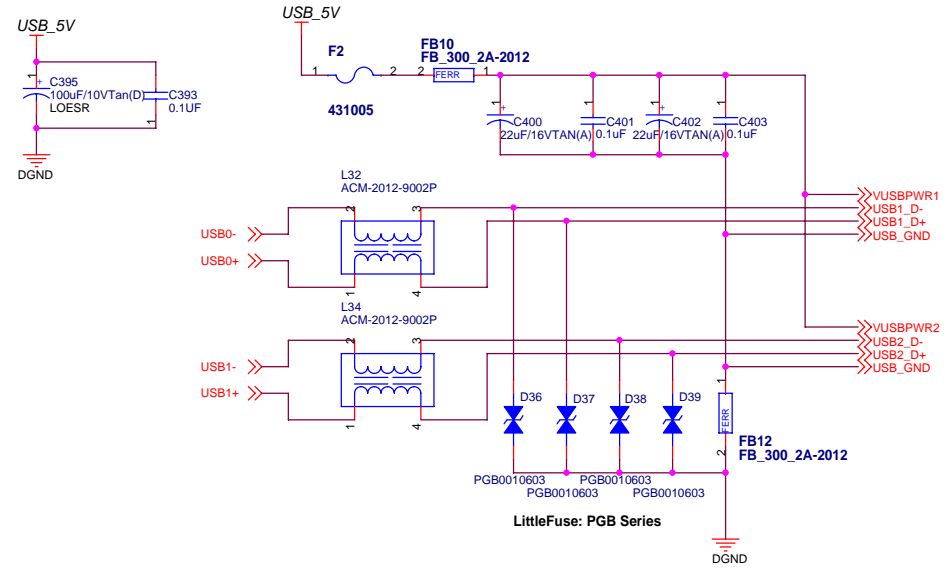 USB_5V
1
+
C395
100uF/10VTan(D)
LOESR
C393
0.1UF
1
DGND
USB_5V
1
F2
2
431005
2
FB10
FB_300_2A-2012
FERR
1
+
C400
22uF/16VTAN(A)
1
C401
0.1uF
1
+
C402
22uF/16VTAN(A)
1
C403
0.1uF
1
L32
ACM-2012-9002P
2
3
1
4
USB0-
USB0+
VUSBPWR1
USB1_D-
USB1_D+
USB_GND
L34
ACM-2012-9002P
2
3
1
4
USB1-
USB1+
VUSBPWR2
USB2_D-
USB2_D+
USB_GND
D36
D37
D38
D39
1
FERR
2
FB12
FB_300_2A-2012
PGB0010603
PGB0010603
PGB0010603
PGB0010603
LittleFuse: PGB Series
DGND